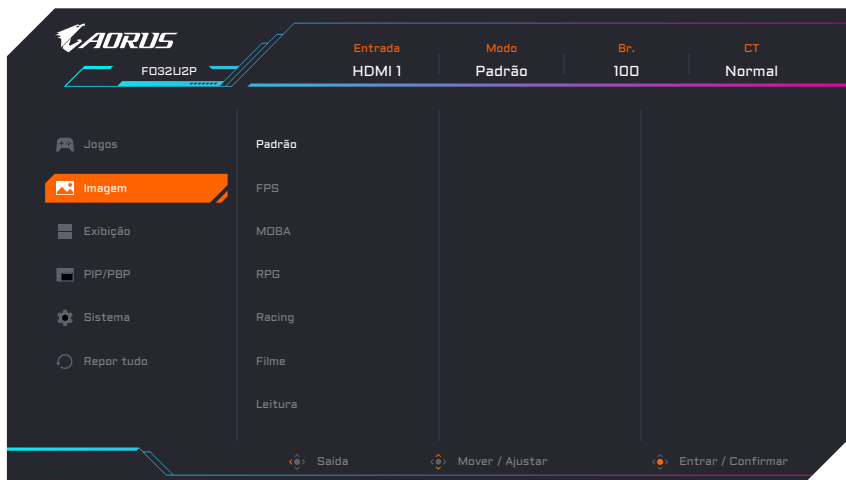 AORUS
FO32U2P
Entrada Modo Br. CT
HDMI 1 Padrão 100 Normal
Jogos Padrão
Imagem FPS
Exibição MOBA
PIP/PBP RPG
Sistema Racing
Repor tudo Filme
Leitura
Saída Mover / Ajustar Entrar / Confirmar